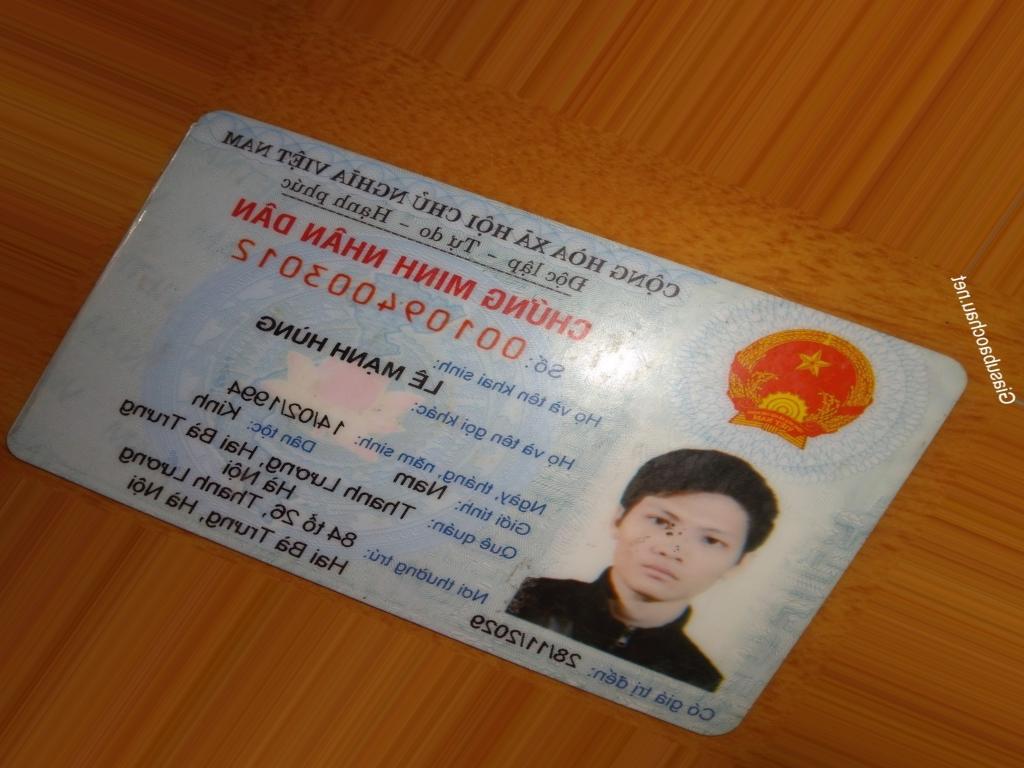 CỘNG HÒA XÃ HỘI CHỦ NGHĨA VIỆT NAM
Độc lập - Tự do - Hạnh phúc
CHỨNG MINH NHÂN DÂN
Số: 001094003012
Họ và tên khai sinh:
LÊ MẠNH HÙNG
Họ và tên gọi khác:
Ngày, tháng, năm sinh: 14/02/1994
Giới tính: Nam Dân tộc: Kinh
Quê quán: Thanh Lương, Hai Bà Trưng
Hà Nội
Nơi thường trú: 84 tổ 26, Thanh Lương
Hai Bà Trưng, Hà Nội
Có giá trị đến: 28/11/2029
Giasubaochau.net